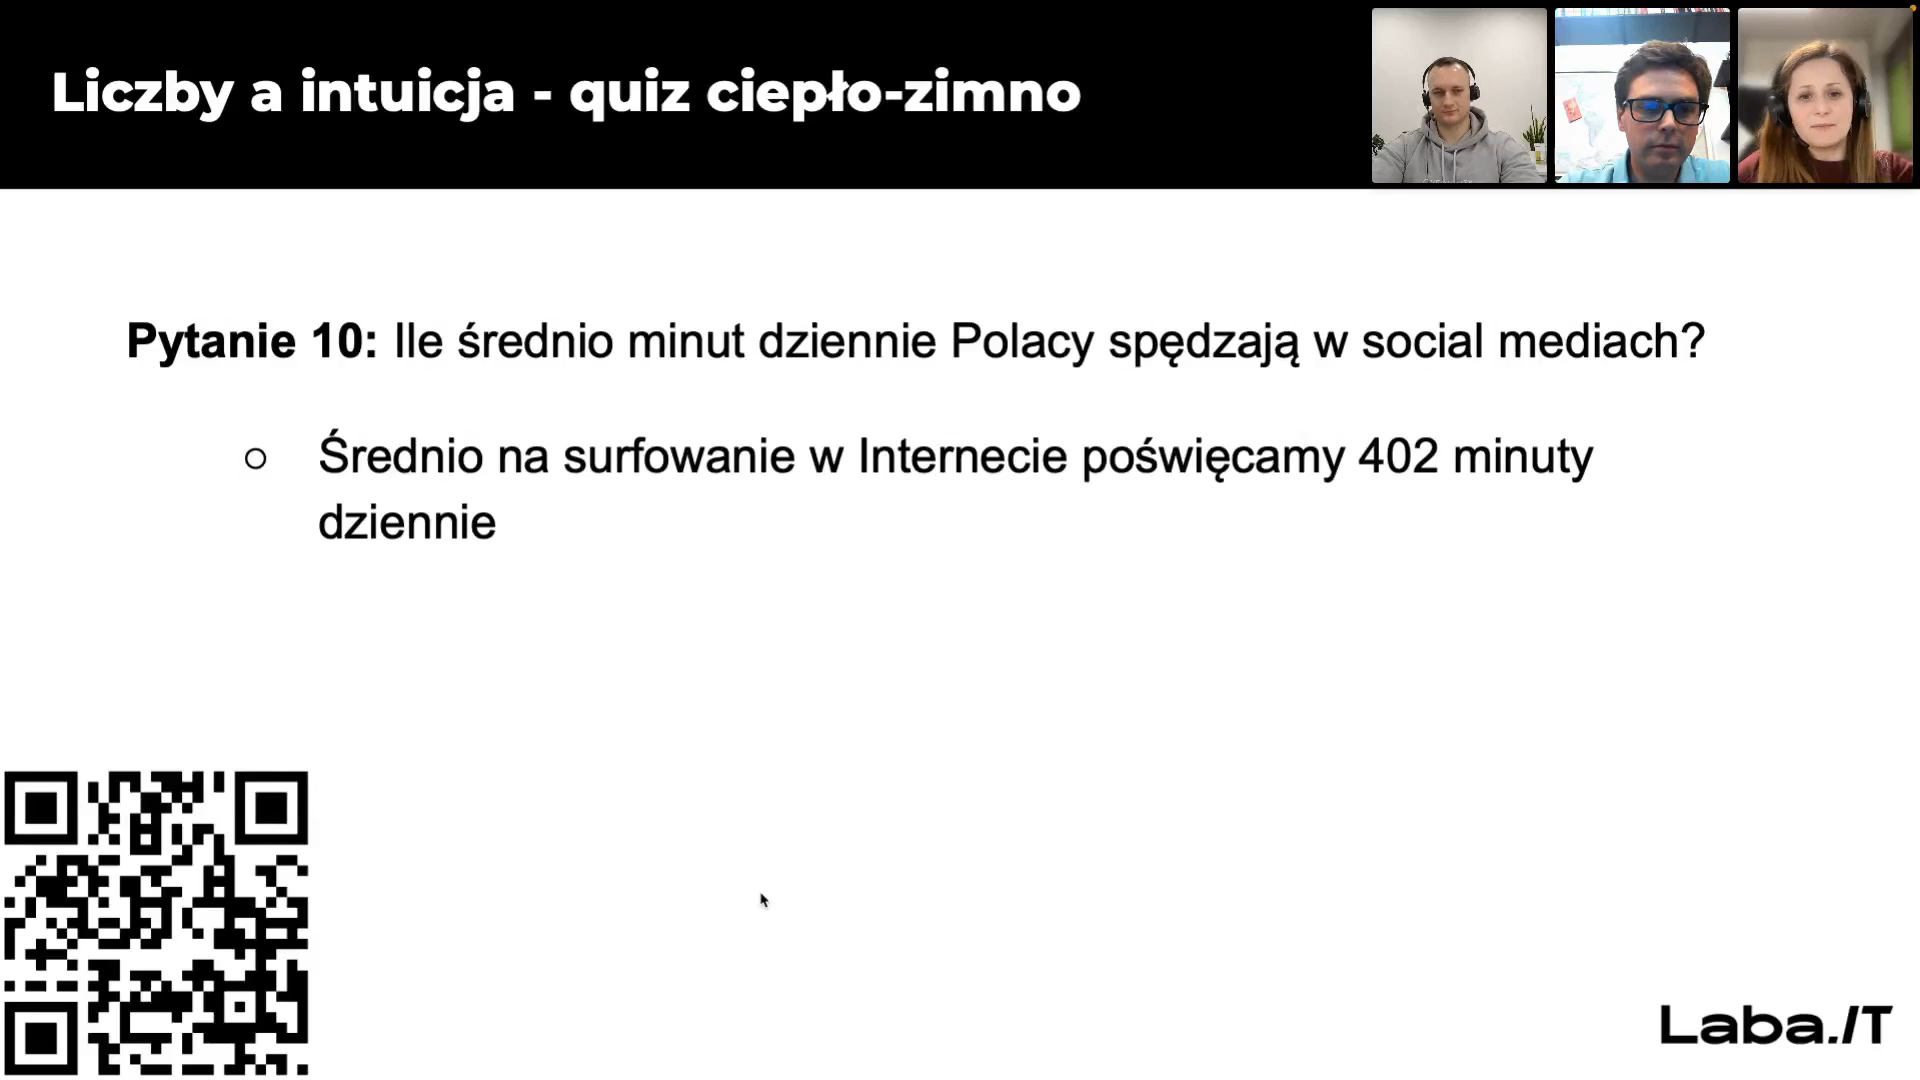 Liczby a intuicja - quiz ciepło-zimno
Pytanie 10: Ile średnio minut dziennie Polacy spędzają w social mediach?
○ Średnio na surfowanie w Internecie poświęcamy 402 minuty
dziennie
Laba.IT